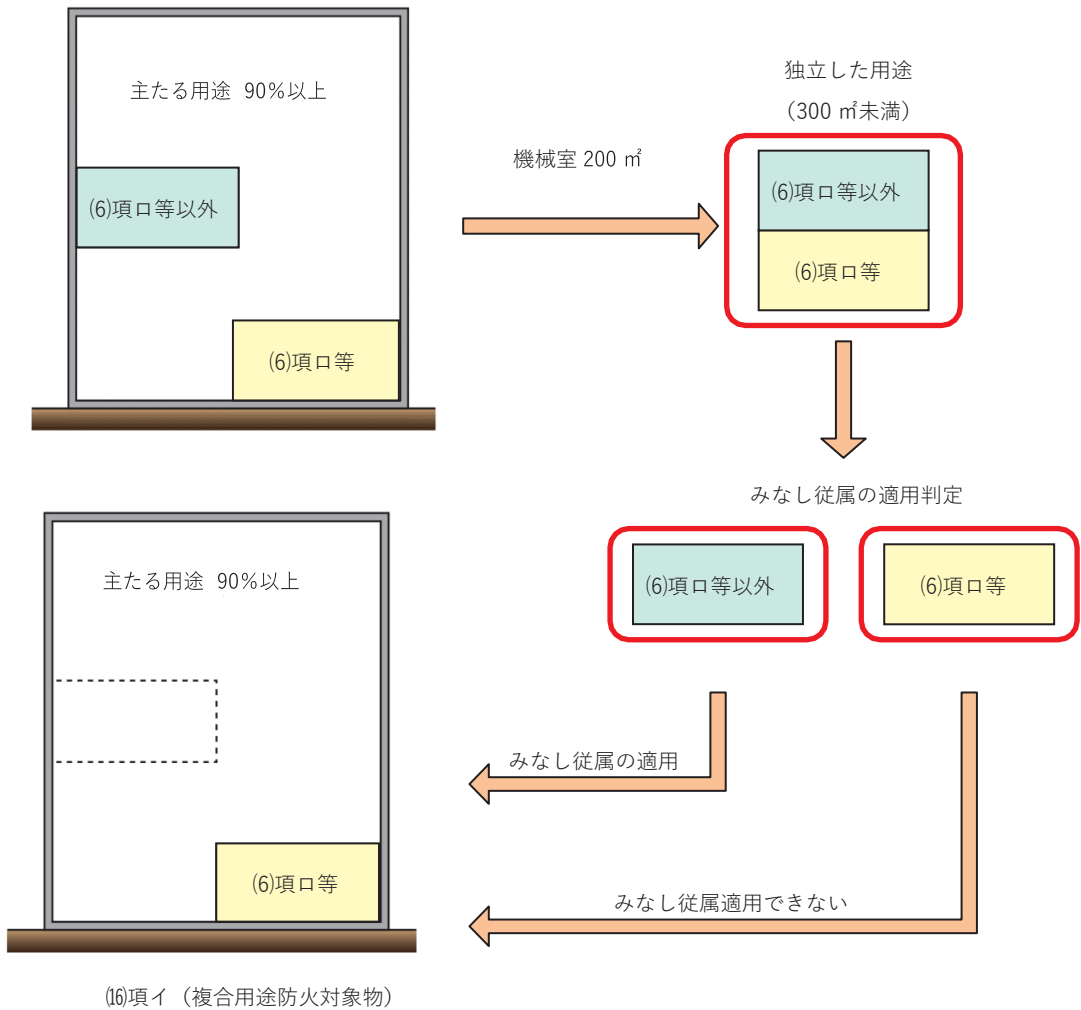 主たる用途 90%以上
(6)項ロ等以外
(6)項ロ等
機械室 200 ㎡
独立した用途
(300 ㎡未満)
(6)項ロ等以外
(6)項ロ等
みなし従属の適用判定
(6)項ロ等以外
(6)項ロ等
主たる用途 90%以上
みなし従属の適用
(6)項ロ等
みなし従属適用できない
⒃項イ(複合用途防火対象物)